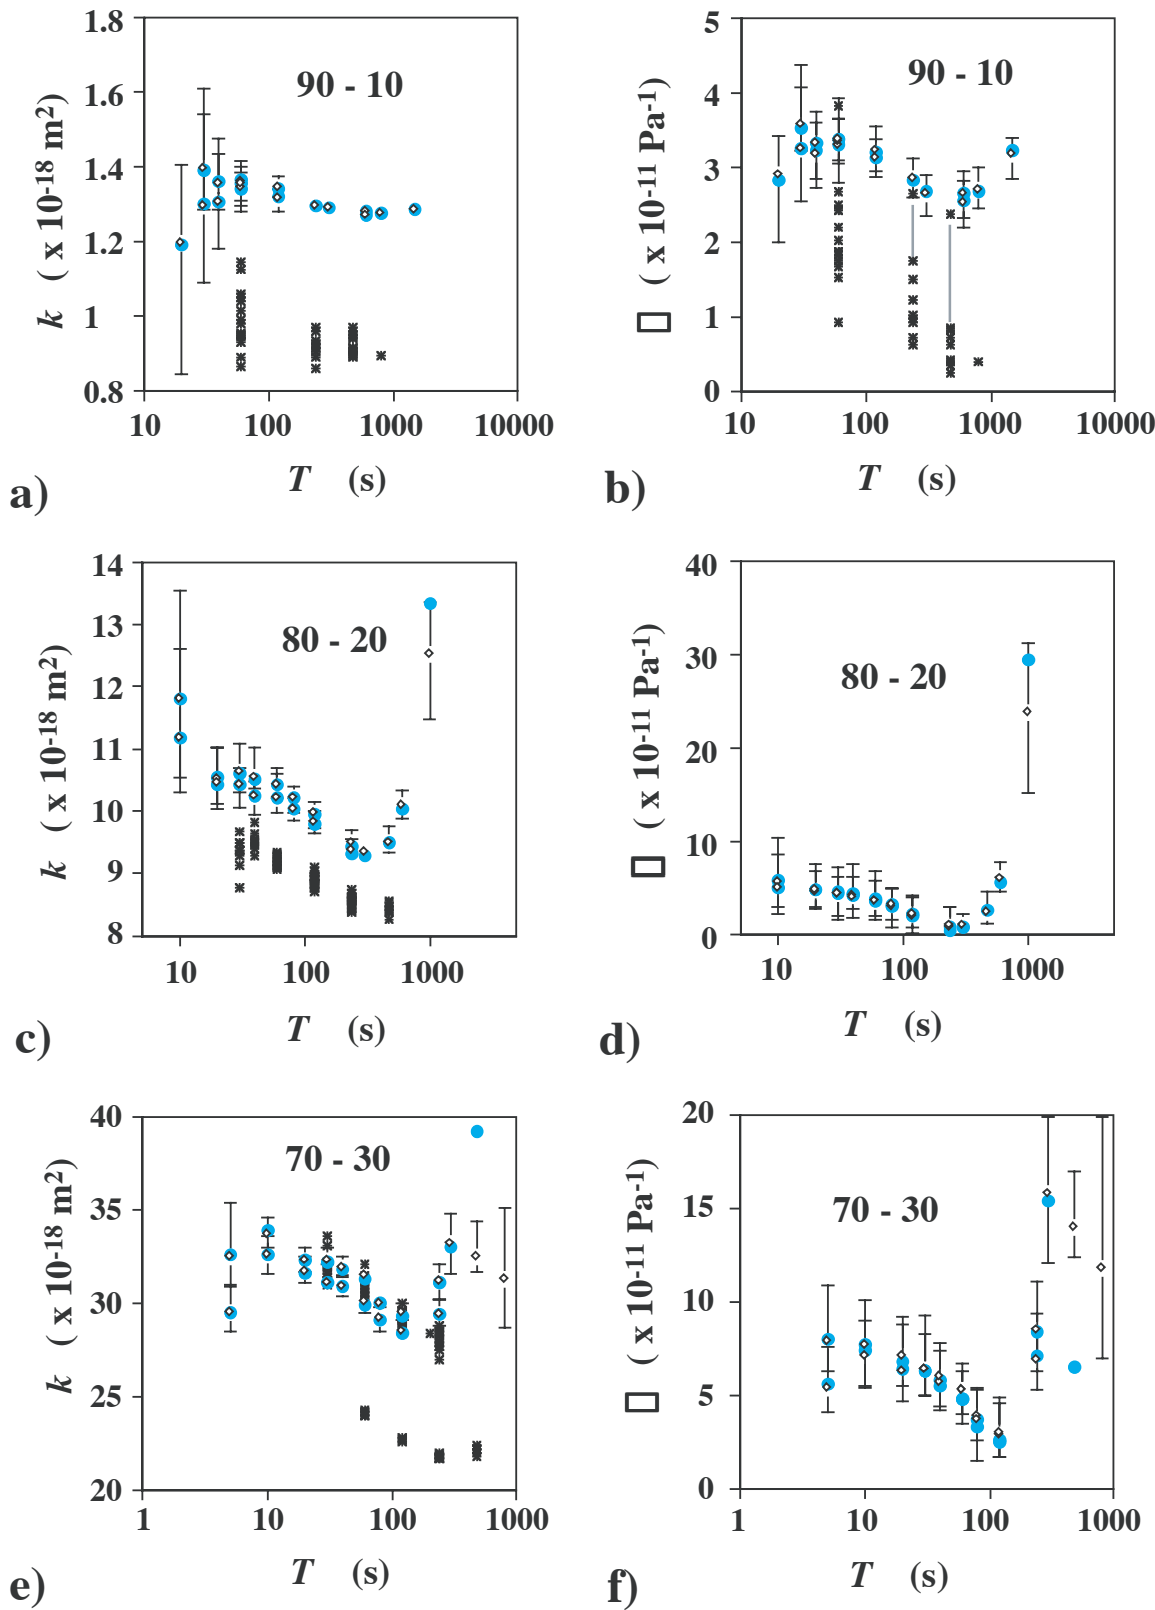 1.8
1.6
1.4
1.2
1
0.8
k ( x 10-18 m2)
90 - 10
10 100 1000 10000
T (s)
a)
5
4
3
2
1
0
( x 10-11 Pa-1)
90 - 10
10 100 1000 10000
T (s)
b)
14
13
12
11
10
9
8
k ( x 10-18 m2)
80 - 20
10 100 1000
T (s)
c)
40
30
20
10
0
( x 10-11 Pa-1)
80 - 20
10 100 1000
T (s)
d)
40
35
30
25
20
k ( x 10-18 m2)
70 - 30
1 10 100 1000
T (s)
e)
20
15
10
5
0
( x 10-11 Pa-1)
70 - 30
1 10 100 1000
T (s)
f)